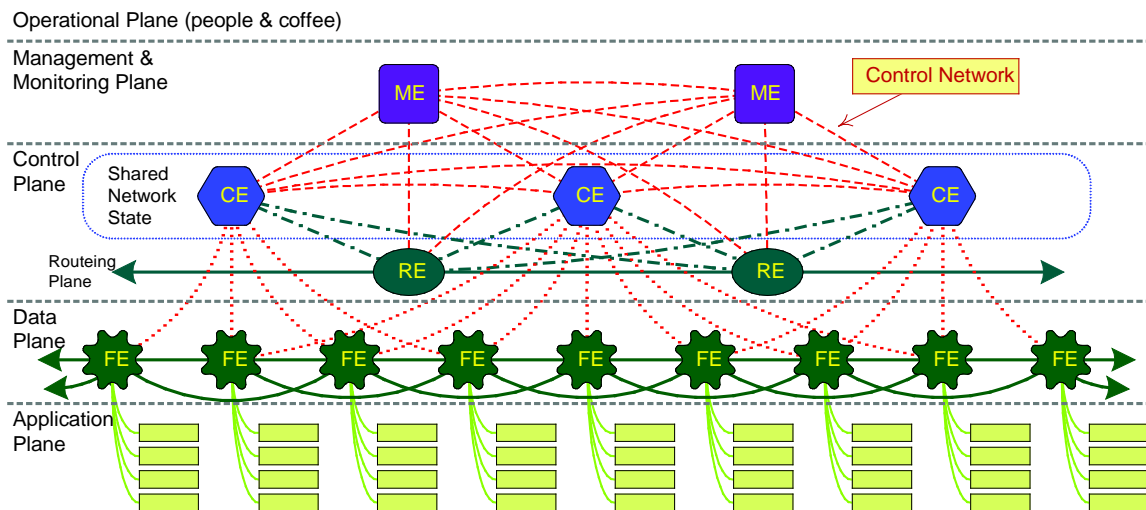 Operational Plane (people & coffee)
Management &
Monitoring Plane
ME
ME
Control Network
Control
Plane
Shared
Network
State
CE
CE
CE
Routeing
Plane
RE
RE
Data
Plane
FE
FE
FE
FE
FE
FE
FE
FE
FE
Application
Plane